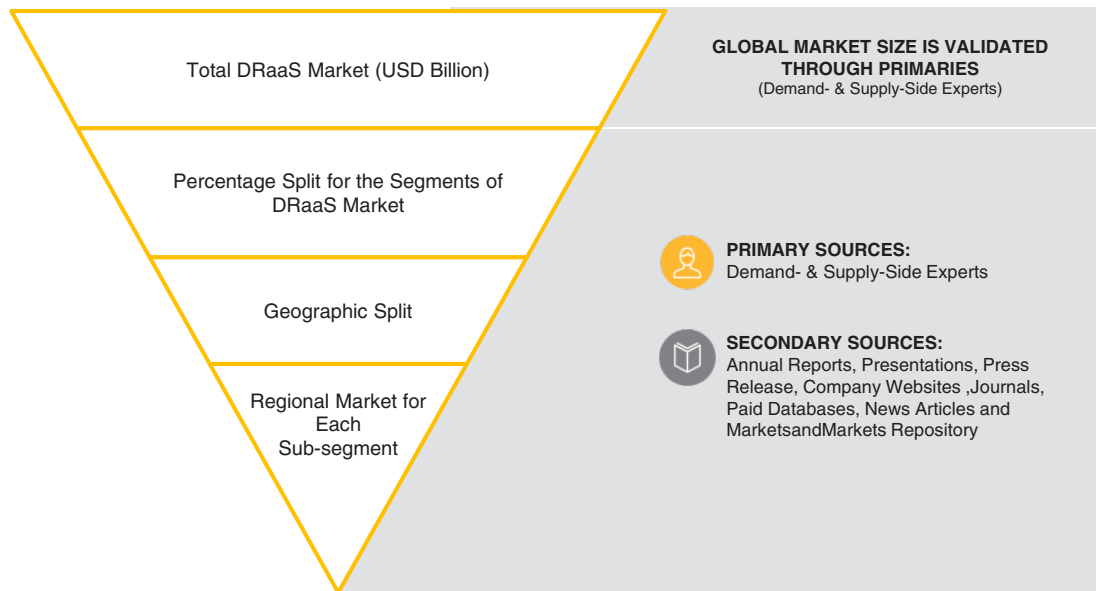 Total DRaaS Market (USD Billion)
Percentage Split for the Segments of
DRaaS Market
Geographic Split
Regional Market for
Each
Sub-segment
GLOBAL MARKET SIZE IS VALIDATED
THROUGH PRIMARIES
(Demand- & Supply-Side Experts)
PRIMARY SOURCES:
Demand- & Supply-Side Experts
SECONDARY SOURCES:
Annual Reports, Presentations, Press
Release, Company Websites ,Journals,
Paid Databases, News Articles and
MarketsandMarkets Repository